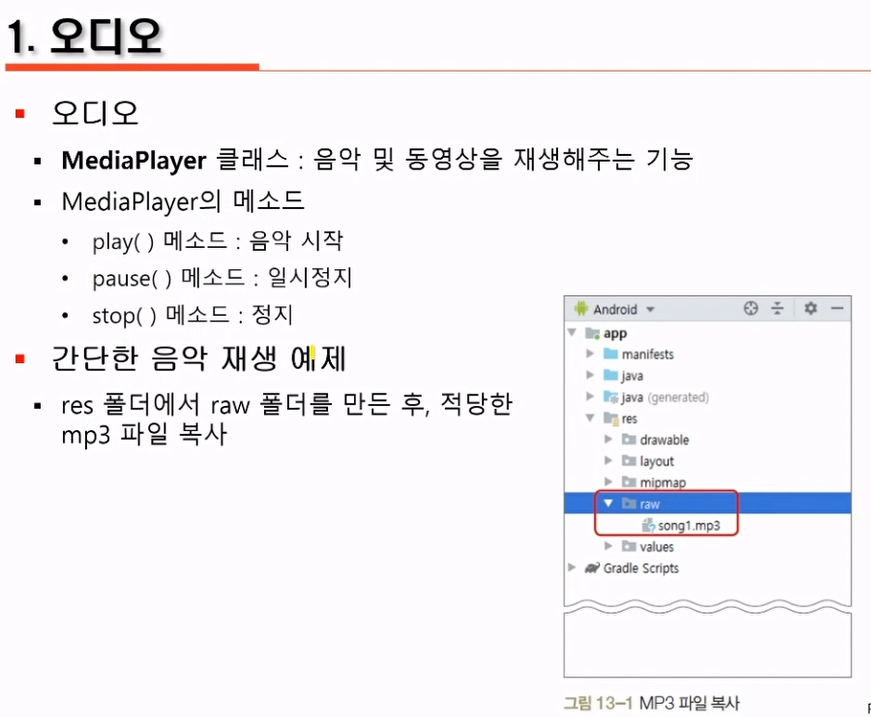 1. 오디오
오디오
MediaPlayer 클래스 : 음악 및 동영상을 재생해주는 기능
MediaPlayer의 메소드
play( ) 메소드 : 음악 시작
pause( ) 메소드 : 일시정지
stop( ) 메소드 : 정지
간단한 음악 재생 예제
res 폴더에서 raw 폴더를 만든 후, 적당한
mp3 파일 복사
Android
app
manifests
java
java (generated)
res
drawable
layout
mipmap
raw
song1.mp3
values
Gradle Scripts
그림 13-1 MP3 파일 복사